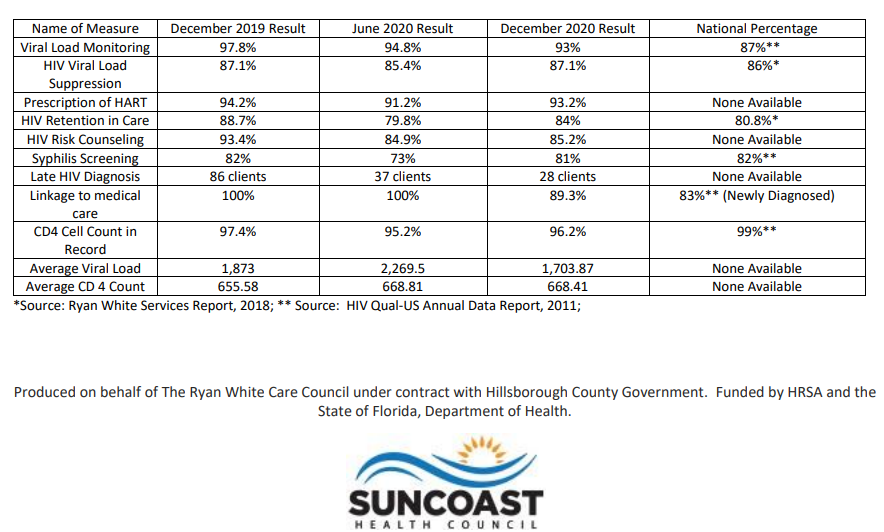 Name of Measure December 2019 Result June 2020 Result December 2020 Result National Percentage
Viral Load Monitoring 97.8% 94.8% 93% 87%**
HIV Viral Load Suppression 87.1% 85.4% 87.1% 86%*
Prescription of HART 94.2% 91.2% 93.2% None Available
HIV Retention in Care 88.7% 79.8% 84% 80.8%*
HIV Risk Counseling 93.4% 84.9% 85.2% None Available
Syphilis Screening 82% 73% 81% 82%**
Late HIV Diagnosis 86 clients 37 clients 28 clients None Available
Linkage to medical care 100% 100% 89.3% 83%** (Newly Diagnosed)
CD4 Cell Count in Record 97.4% 95.2% 96.2% 99%**
Average Viral Load 1,873 2,269.5 1,703.87 None Available
Average CD 4 Count 655.58 668.81 668.41 None Available
*Source: Ryan White Services Report, 2018; ** Source: HIV Qual-US Annual Data Report, 2011;
Produced on behalf of The Ryan White Care Council under contract with Hillsborough County Government. Funded by HRSA and the
State of Florida, Department of Health.
SUNCOAST
HEALTH COUNCIL